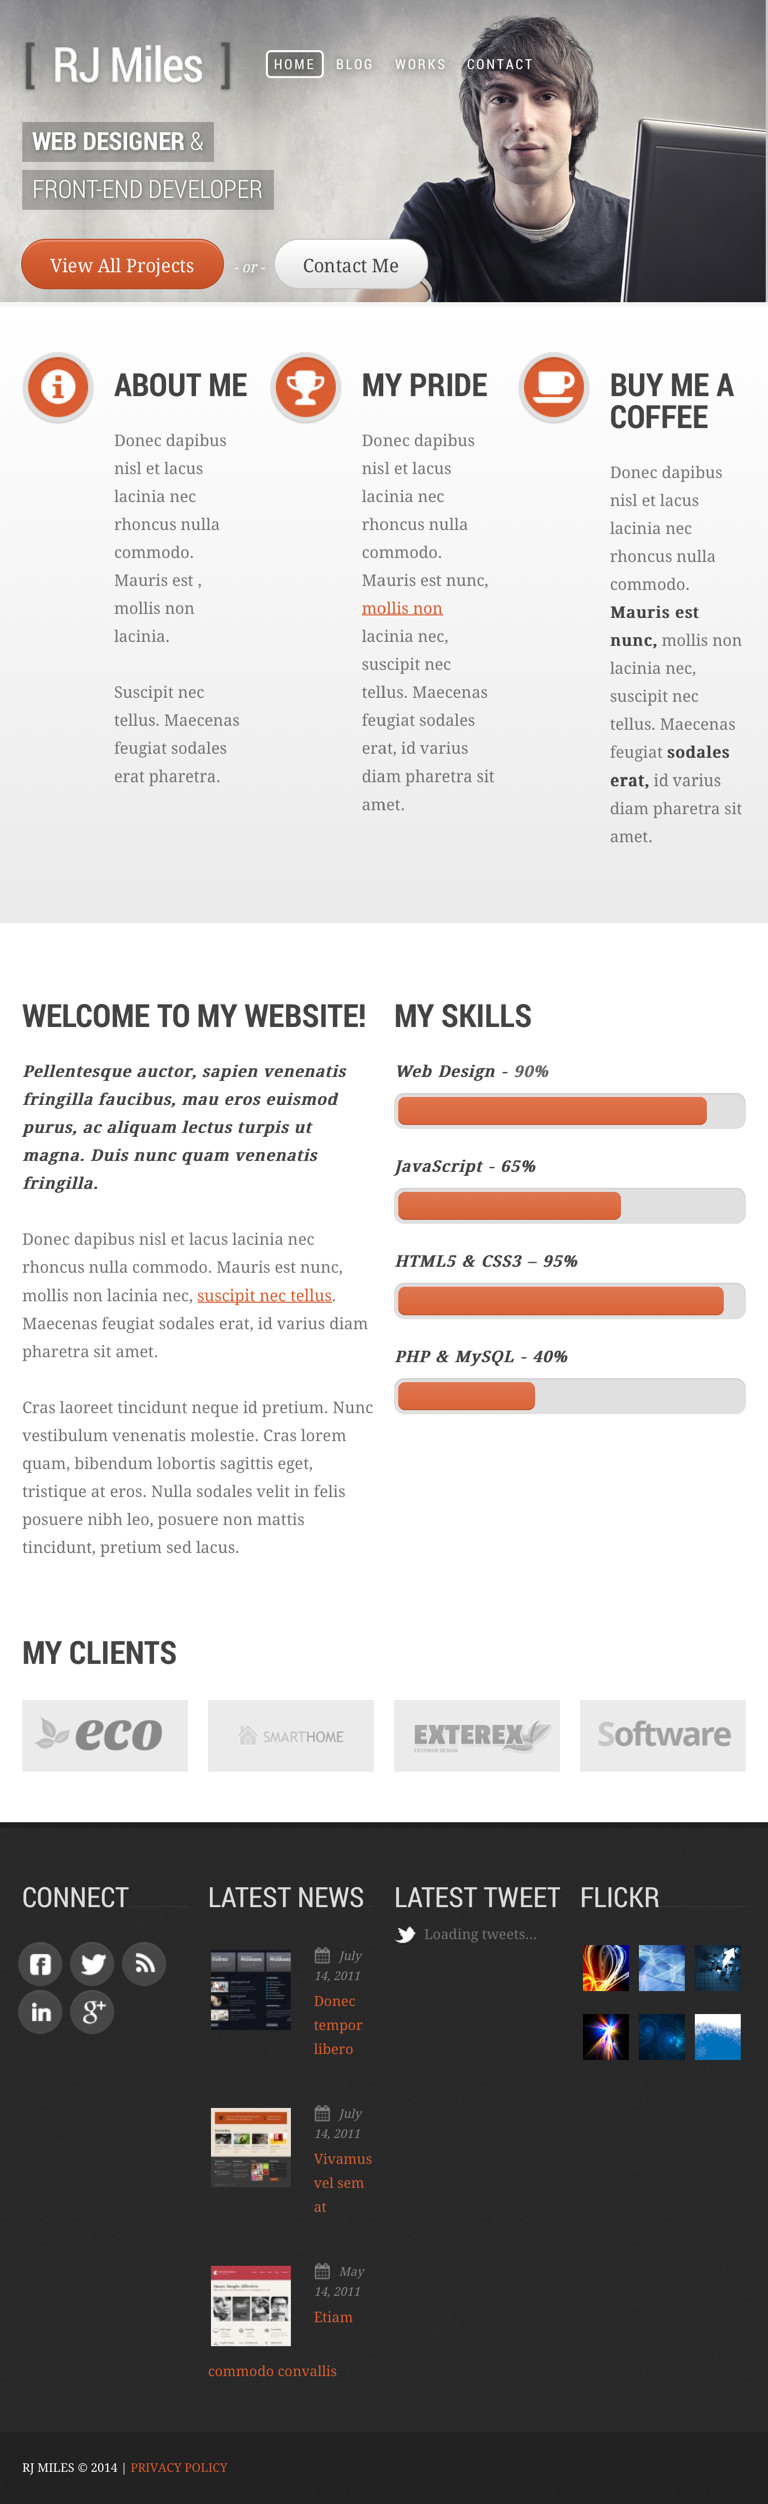 [ RJ Miles ]
HOME BLOG WORKS CONTACT
WEB DESIGNER &
FRONT-END DEVELOPER
View All Projects - or - Contact Me
ABOUT ME
Donec dapibus
nisl et lacus
lacinia nec
rhoncus nulla
commodo.
Mauris est ,
mollis non
lacinia.
Suscipit nec
tellus. Maecenas
feugiat sodales
erat pharetra.
MY PRIDE
Donec dapibus
nisl et lacus
lacinia nec
rhoncus nulla
commodo.
Mauris est nunc,
mollis non
lacinia nec,
suscipit nec
tellus. Maecenas
feugiat sodales
erat, id varius
diam pharetra sit
amet.
BUY ME A
COFFEE
Donec dapibus
nisl et lacus
lacinia nec
rhoncus nulla
commodo.
Mauris est
nunc, mollis non
lacinia nec,
suscipit nec
tellus. Maecenas
feugiat sodales
erat, id varius
diam pharetra sit
amet.
WELCOME TO MY WEBSITE!
Pellentesque auctor, sapien venenatis
fringilla faucibus, mau eros euismod
purus, ac aliquam lectus turpis ut
magna. Duis nunc quam venenatis
fringilla.
Donec dapibus nisl et lacus lacinia nec
rhoncus nulla commodo. Mauris est nunc,
mollis non lacinia nec, suscipit nec tellus.
Maecenas feugiat sodales erat, id varius diam
pharetra sit amet.
Cras laoreet tincidunt neque id pretium. Nunc
vestibulum venenatis molestie. Cras lorem
quam, bibendum lobortis sagittis eget,
tristique at eros. Nulla sodales velit in felis
posuere nibh leo, posuere non mattis
tincidunt, pretium sed lacus.
MY SKILLS
Web Design - 90%
JavaScript - 65%
HTML5 & CSS3 – 95%
PHP & MySQL - 40%
MY CLIENTS
eco
SMARTHOME
EXTEREX
EXTERIOR DESIGN
Software
CONNECT
in
g+
LATEST NEWS
July
14, 2011
Donec
tempor
libero
July
14, 2011
Vivamus
vel sem
at
May
14, 2011
Etiam
commodo convallis
LATEST TWEET
Loading tweets...
FLICKR
RJ MILES © 2014 | PRIVACY POLICY